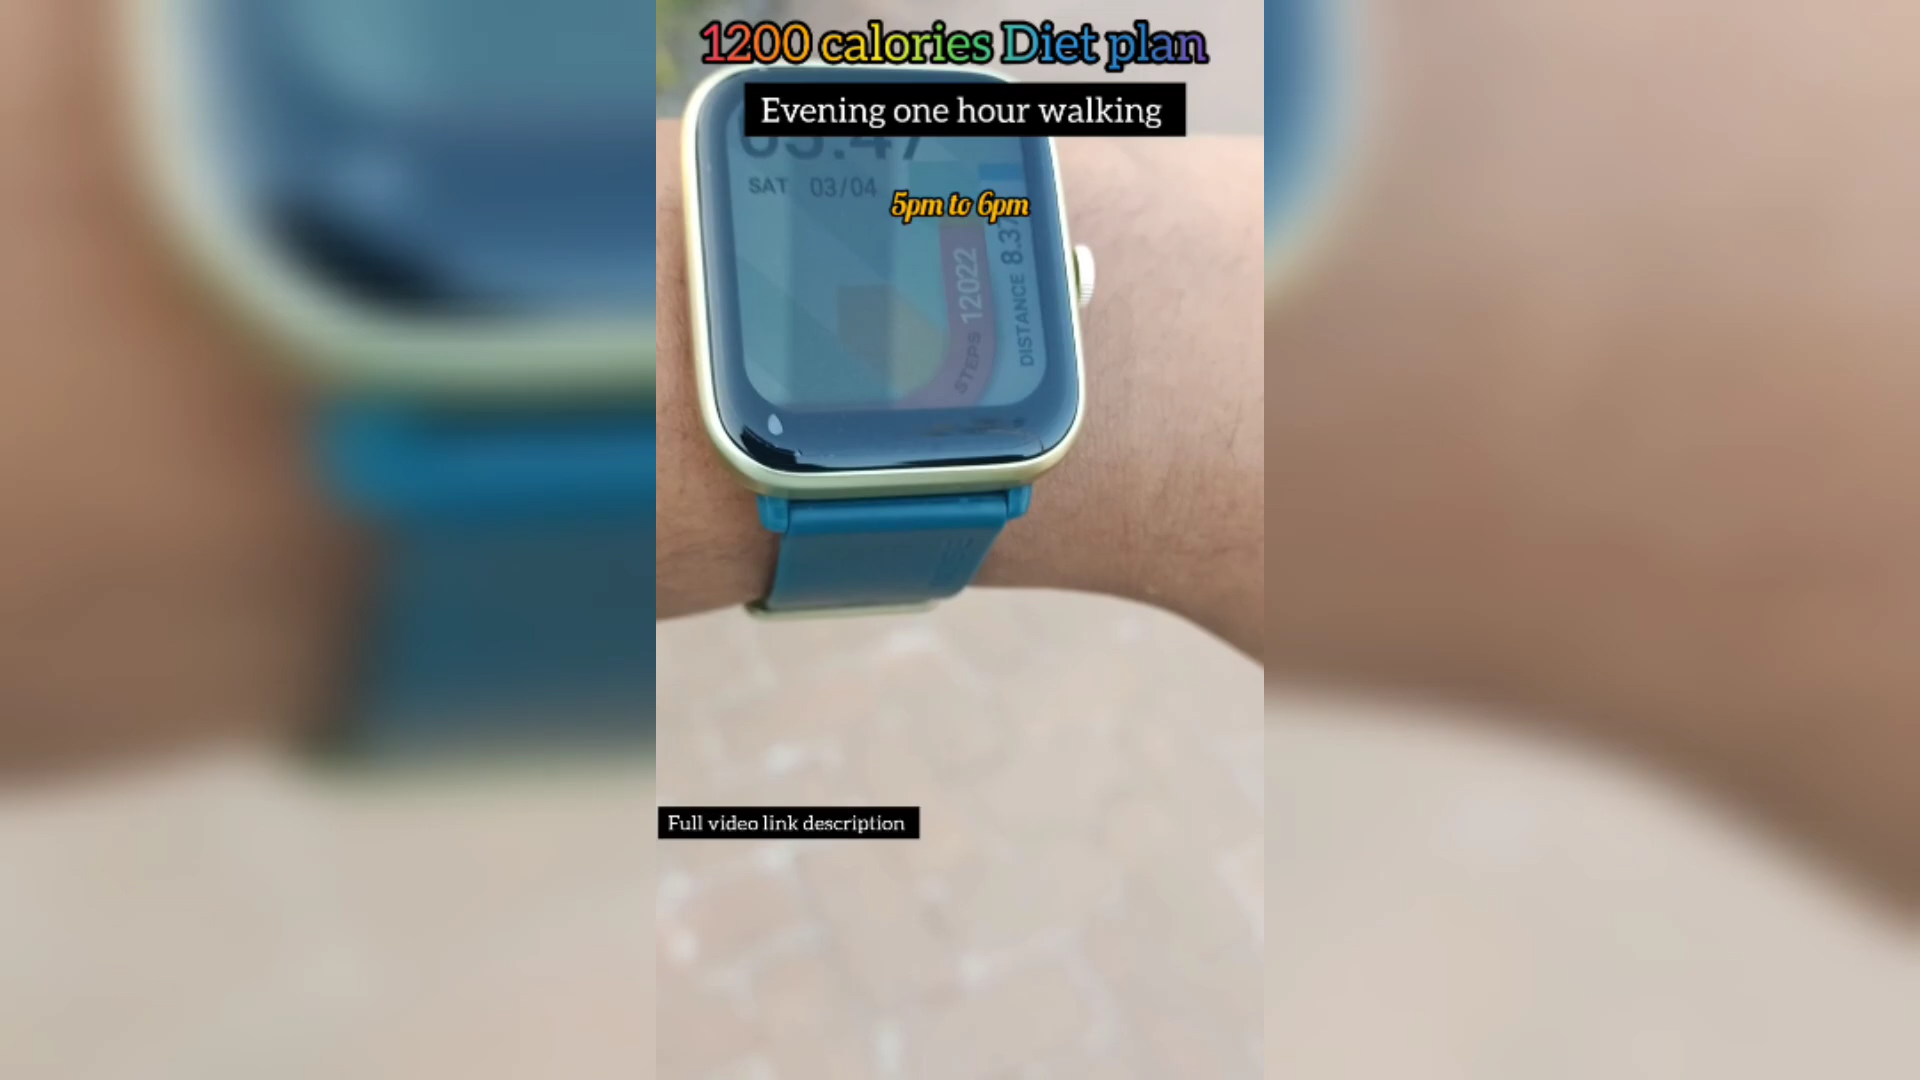 1200 calories Diet plan
Evening one hour walking
SAT 03/04
5pm to 6pm
STEPS 12022
DISTANCE 8.37
Full video link description